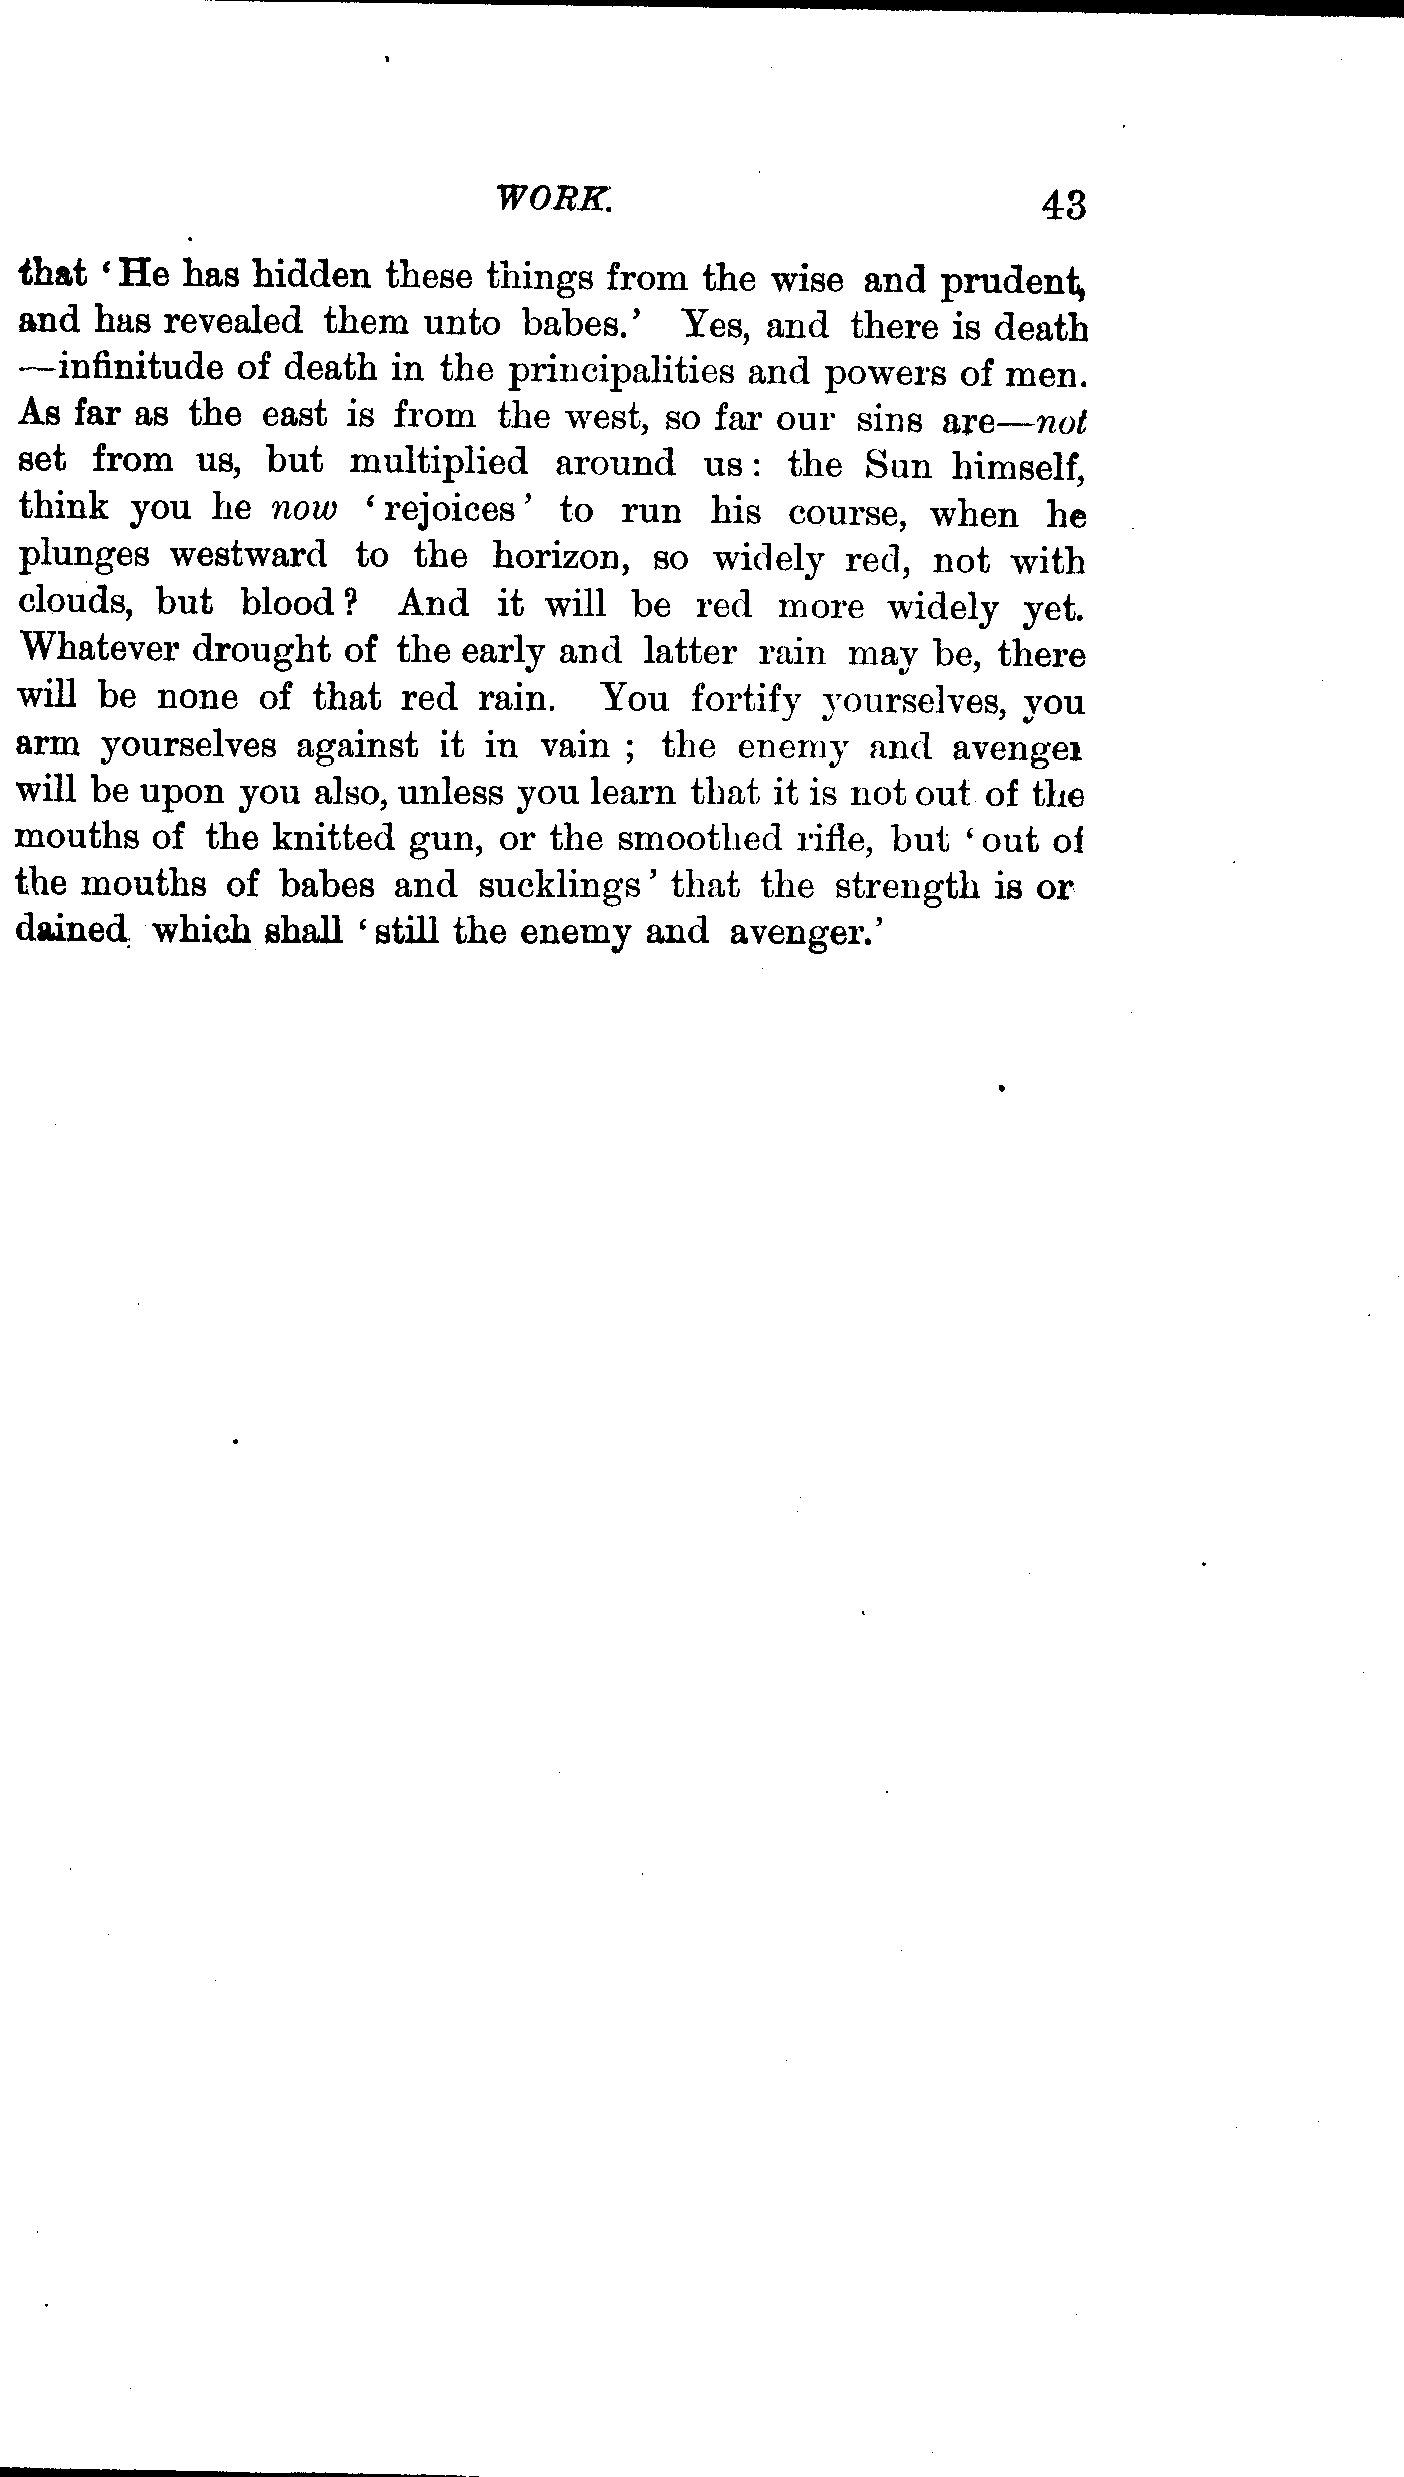 WORK. 43
that ‘He has hidden these things from the wise and prudent,
and has revealed them unto babes.’ Yes, and there is death
—infinitude of death in the principalities and powers of men.
As far as the east is from the west, so far our sins are—not
set from us, but multiplied around us: the Sun himself,
think you he now ‘rejoices’ to run his course, when he
plunges westward to the horizon, so widely red, not with
clouds, but blood? And it will be red more widely yet.
Whatever drought of the early and latter rain may be, there
will be none of that red rain. You fortify yourselves, you
arm yourselves against it in vain; the enemy and avenger
will be upon you also, unless you learn that it is not out of the
mouths of the knitted gun, or the smoothed rifle, but ‘out of
the mouths of babes and sucklings’ that the strength is or
dained which shall ‘still the enemy and avenger.’